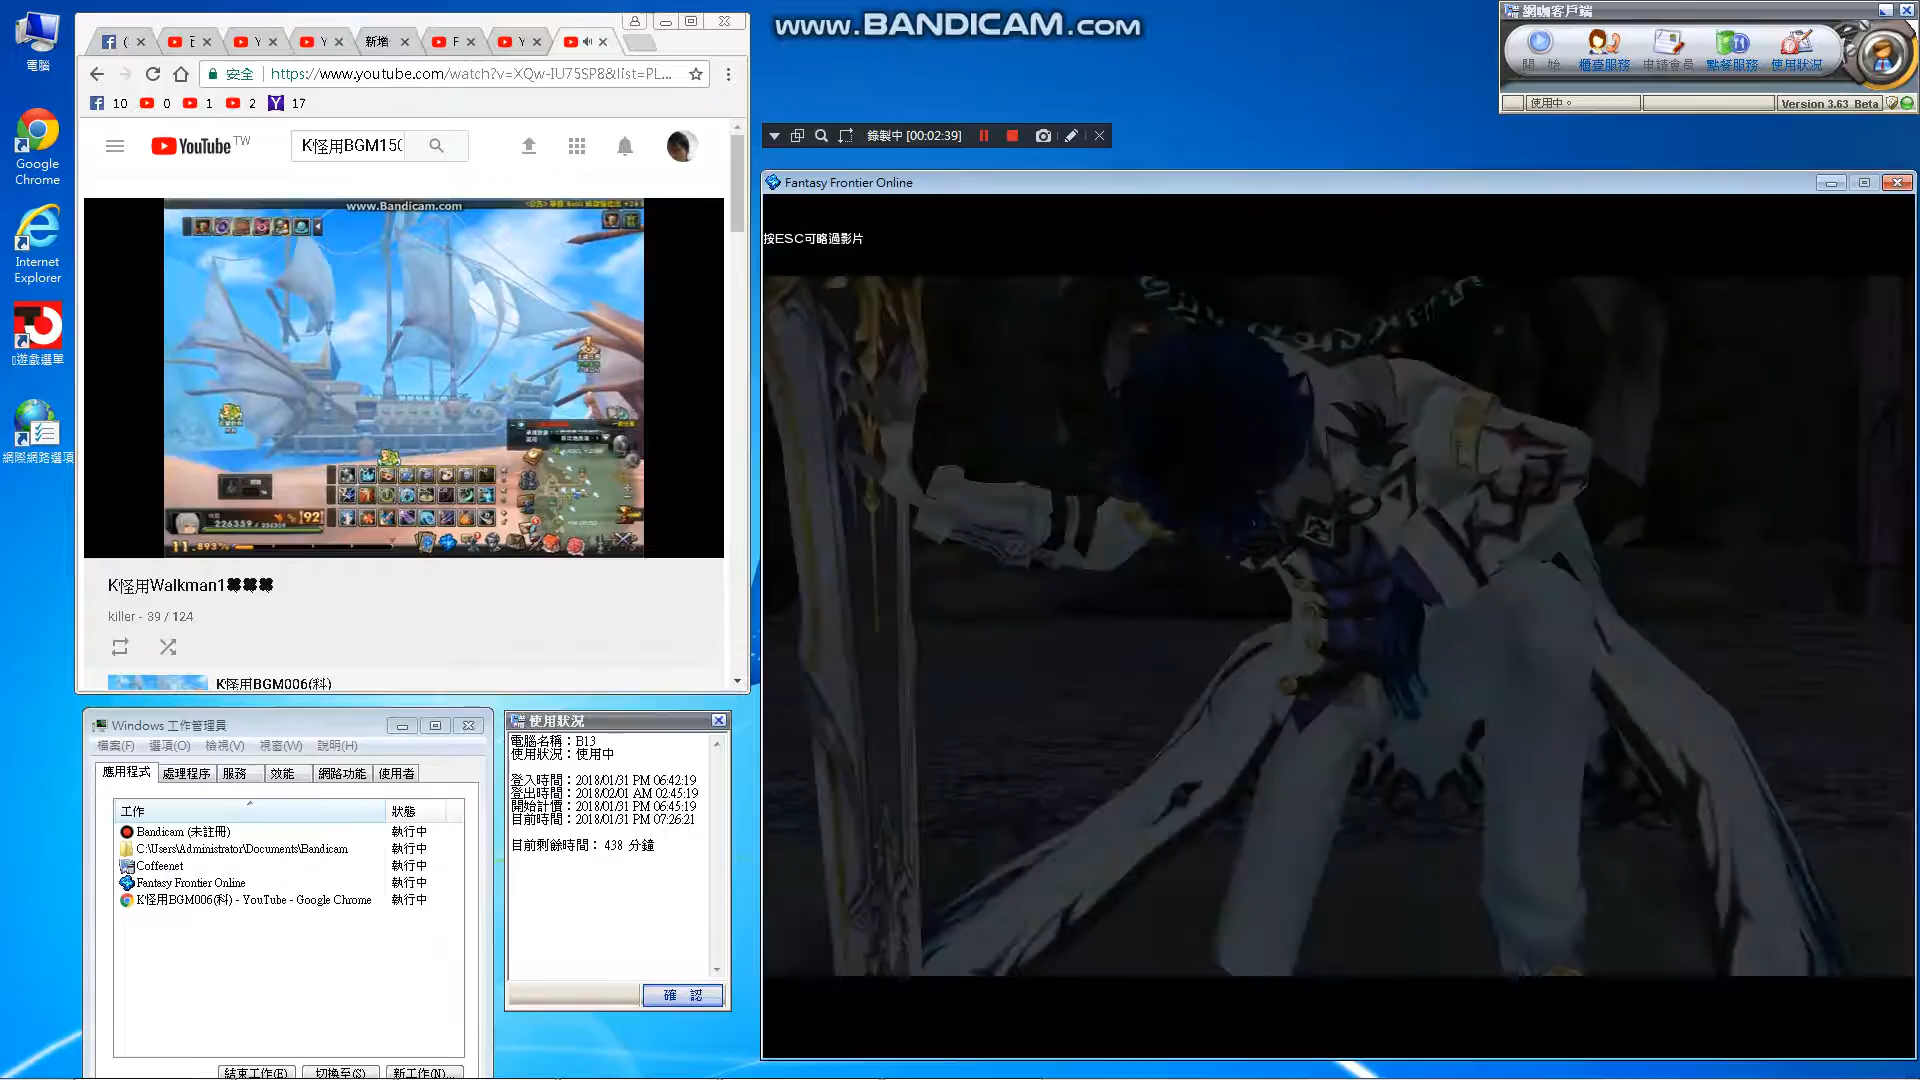 www.BANDICAM.com
電腦
Google
Chrome
Internet
Explorer
遊戲選單
網際網路選項
新增
安全
https://www.youtube.com/watch?v=XQw-IU75SP8&list=PL...
10
0
1
2
17
YouTube TW
K怪用BGM150
www.Bandicam.com
226359 / 226359
92
11.893%
K怪用Walkman1✖✖✖
killer - 39 / 124
K怪用BGM006(科)
錄製中 [00:02:39]
網咖客戶端
開 始
櫃臺服務
申請會員
點餐服務
使用狀況
使用中。
Version 3.63 Beta
Fantasy Frontier Online
按ESC可略過影片
Windows 工作管理員
檔案(F)
選項(O)
檢視(V)
視窗(W)
說明(H)
應用程式
處理程序
服務
效能
網路功能
使用者
工作
狀態
Bandicam (未註冊)
執行中
C:\Users\Administrator\Documents\Bandicam
執行中
Coffeenet
執行中
Fantasy Frontier Online
執行中
K怪用BGM006(科) - YouTube - Google Chrome
執行中
結束工作(E)
切換至(S)
新工作(N)...
使用狀況
電腦名稱：B13
使用狀況：使用中
登入時間：2018/01/31 PM 06:42:19
登出時間：2018/02/01 AM 02:45:19
開始計價：2018/01/31 PM 06:45:19
目前時間：2018/01/31 PM 07:26:21
目前剩餘時間： 438 分鐘
確 認